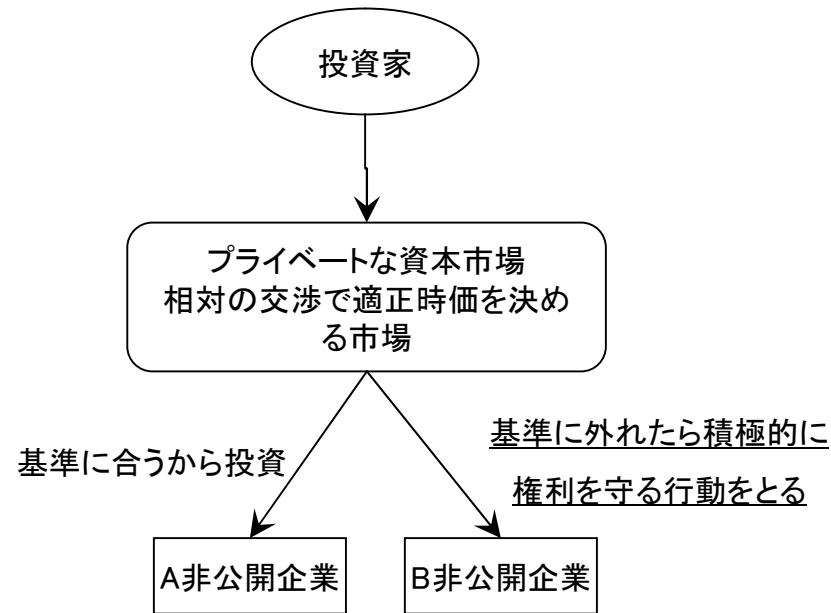 投資家
プライベートな資本市場
相対の交渉で適正時価を決め
る市場
基準に合うから投資
基準に外れたら積極的に
権利を守る行動をとる
A非公開企業
B非公開企業